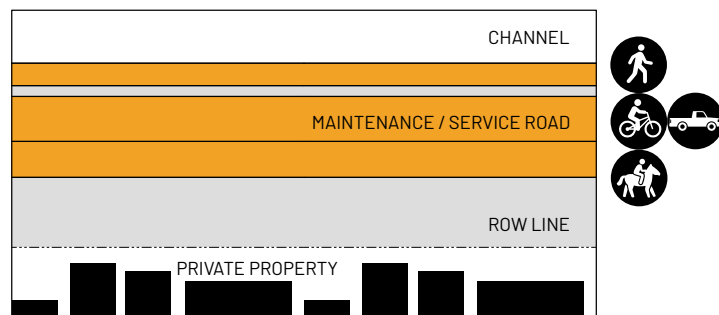 CHANNEL
MAINTENANCE / SERVICE ROAD
ROW LINE
PRIVATE PROPERTY